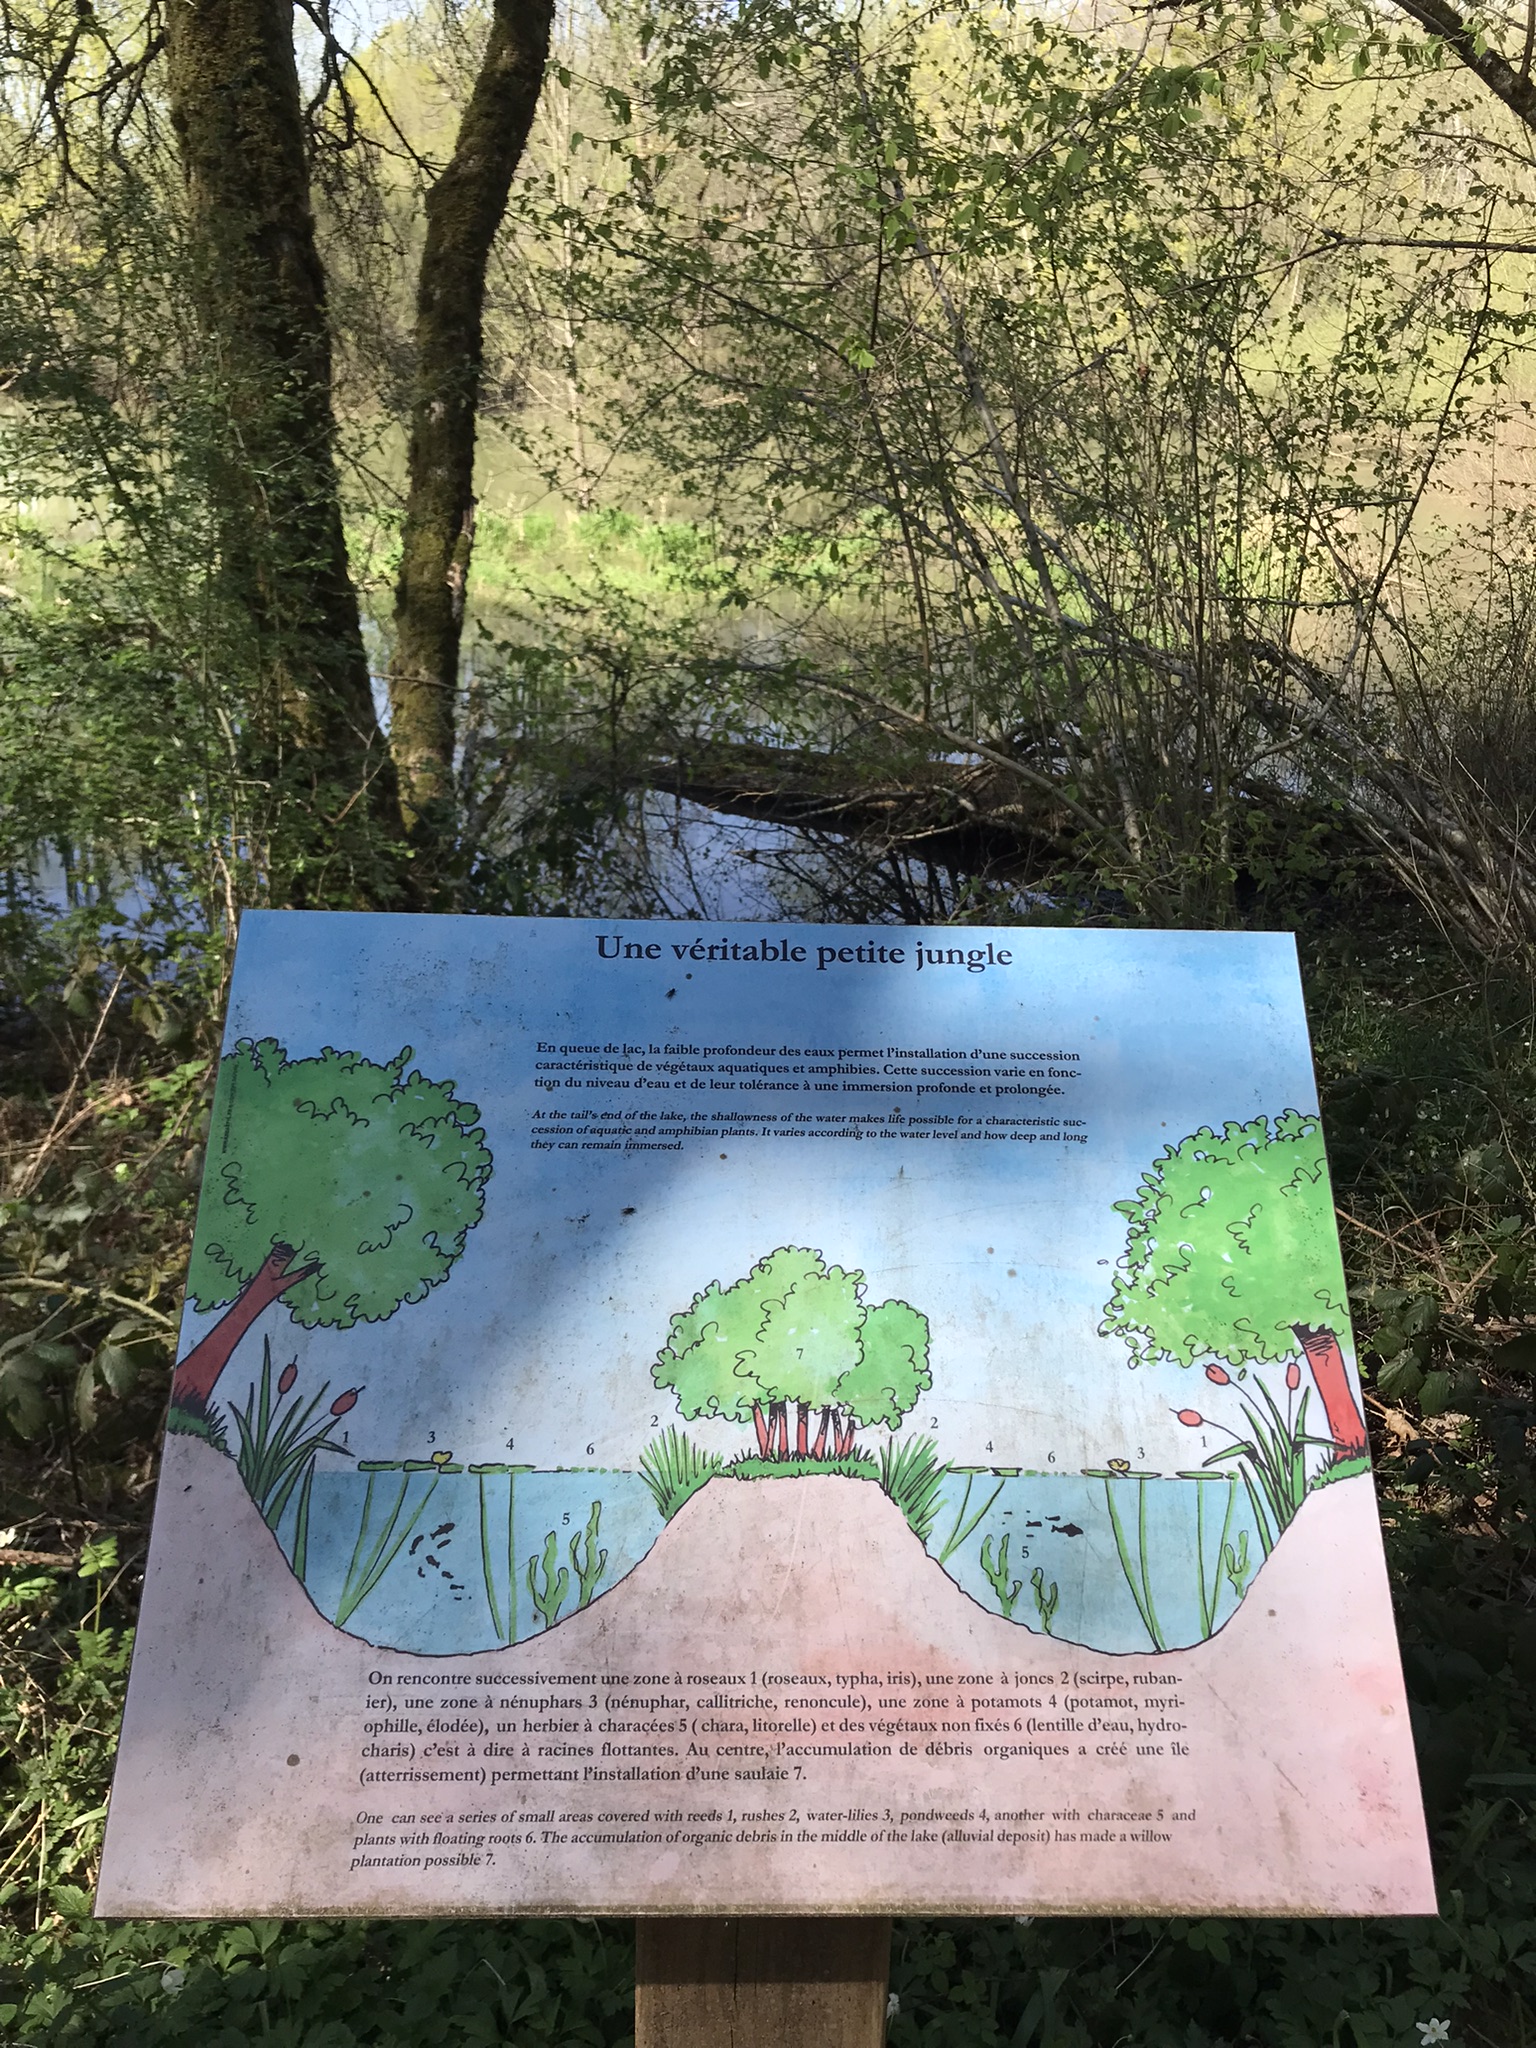 Une véritable petite jungle
En queue de lac, la faible profondeur des eaux permet l'installation d'une succession
caractéristique de végétaux aquatiques et amphibies. Cette succession varie en fonc-
tion du niveau d'eau et de leur tolérance à une immersion profonde et prolongée.
At the tail's end of the lake, the shallowness of the water makes life possible for a characteristic suc-
cession of aquatic and amphibian plants. It varies according to the water level and how deep and long
they can remain immersed.
7
2 2
1 3 4 6 4 6 3 1
5 5
On rencontre successivement une zone à roseaux 1 (roseaux, typha, iris), une zone à joncs 2 (scirpe, ruban-
ier), une zone à nénuphars 3 (nénuphar, callitriche, renoncule), une zone à potamots 4 (potamot, myri-
ophille, élodée), un herbier à characées 5 ( chara, litorelle) et des végétaux non fixés 6 (lentille d'eau, hydro-
charis) c'est à dire à racines flottantes. Au centre, l'accumulation de débris organiques a créé une île
(atterrissement) permettant l'installation d'une saulaie 7.
One can see a series of small areas covered with reeds 1, rushes 2, water-lilies 3, pondweeds 4, another with characeae 5 and
plants with floating roots 6. The accumulation of organic debris in the middle of the lake (alluvial deposit) has made a willow
plantation possible 7.